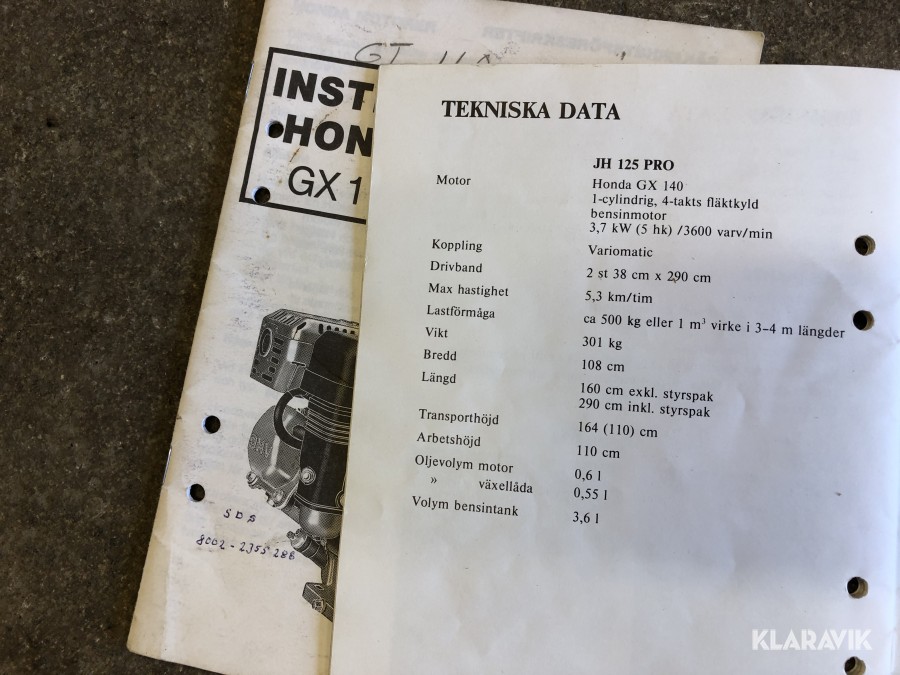 GT
INST
HON
GX 1
OHV
TEKNISKA DATA
JH 125 PRO
Motor Honda GX 140
1-cylindrig, 4-takts fläktkyld
bensinmotor
3,7 kW (5 hk) /3600 varv/min
Koppling Variomatic
Drivband 2 st 38 cm x 290 cm
Max hastighet 5,3 km/tim
Lastförmåga ca 500 kg eller 1 m³ virke i 3-4 m längder
Vikt 301 kg
Bredd 108 cm
Längd 160 cm exkl. styrspak
290 cm inkl. styrspak
Transporthöjd 164 (110) cm
Arbetshöjd 110 cm
Oljevolym motor 0,6 l
» växellåda 0,55 l
Volym bensintank 3,6 l
KLARAVIK